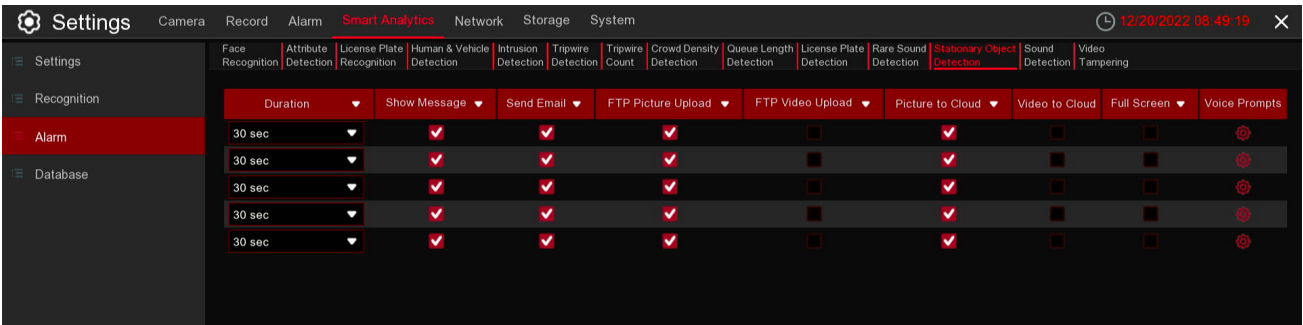 Settings Camera Record Alarm Smart Analytics Network Storage System 12/20/2022 08:49:19
Face Attribute License Plate Human & Vehicle Intrusion Tripwire Tripwire Crowd Density Queue Length License Plate Rare Sound Stationary Object Sound Video
Recognition Detection Recognition Detection Detection Detection Count Detection Detection Detection Detection Detection Detection Tampering
Settings
Recognition
Alarm
Database
Duration Show Message Send Email FTP Picture Upload FTP Video Upload Picture to Cloud Video to Cloud Full Screen Voice Prompts
30 sec
30 sec
30 sec
30 sec
30 sec